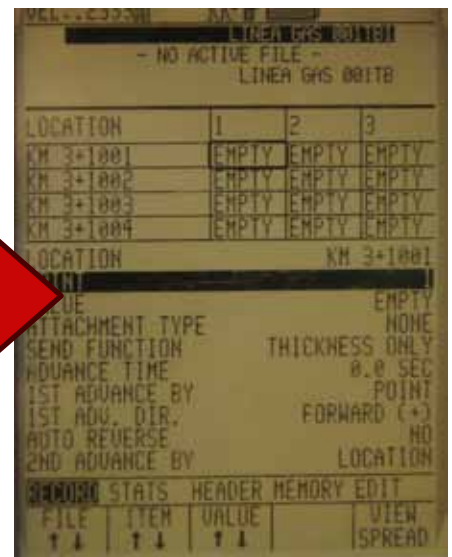 LINEA GAS 001TB
- NO ACTIVE FILE -
LINEA GAS 001TB
LOCATION 1 2 3
KM 3+1001 EMPTY EMPTY EMPTY
KM 3+1002 EMPTY EMPTY EMPTY
KM 3+1003 EMPTY EMPTY EMPTY
KM 3+1004 EMPTY EMPTY EMPTY
LOCATION KM 3+1001
POINT 1
EMPTY
ATTACHMENT TYPE NONE
SEND FUNCTION THICKNESS ONLY
ADVANCE TIME 0.0 SEC
1ST ADVANCE BY POINT
1ST ADV. DIR. FORWARD (+)
AUTO REVERSE NO
2ND ADVANCE BY LOCATION
RECORD STATS HEADER MEMORY EDIT
FILE ITEM VALUE VIEW
↑↓ ↑↓ ↑↓ SPREAD